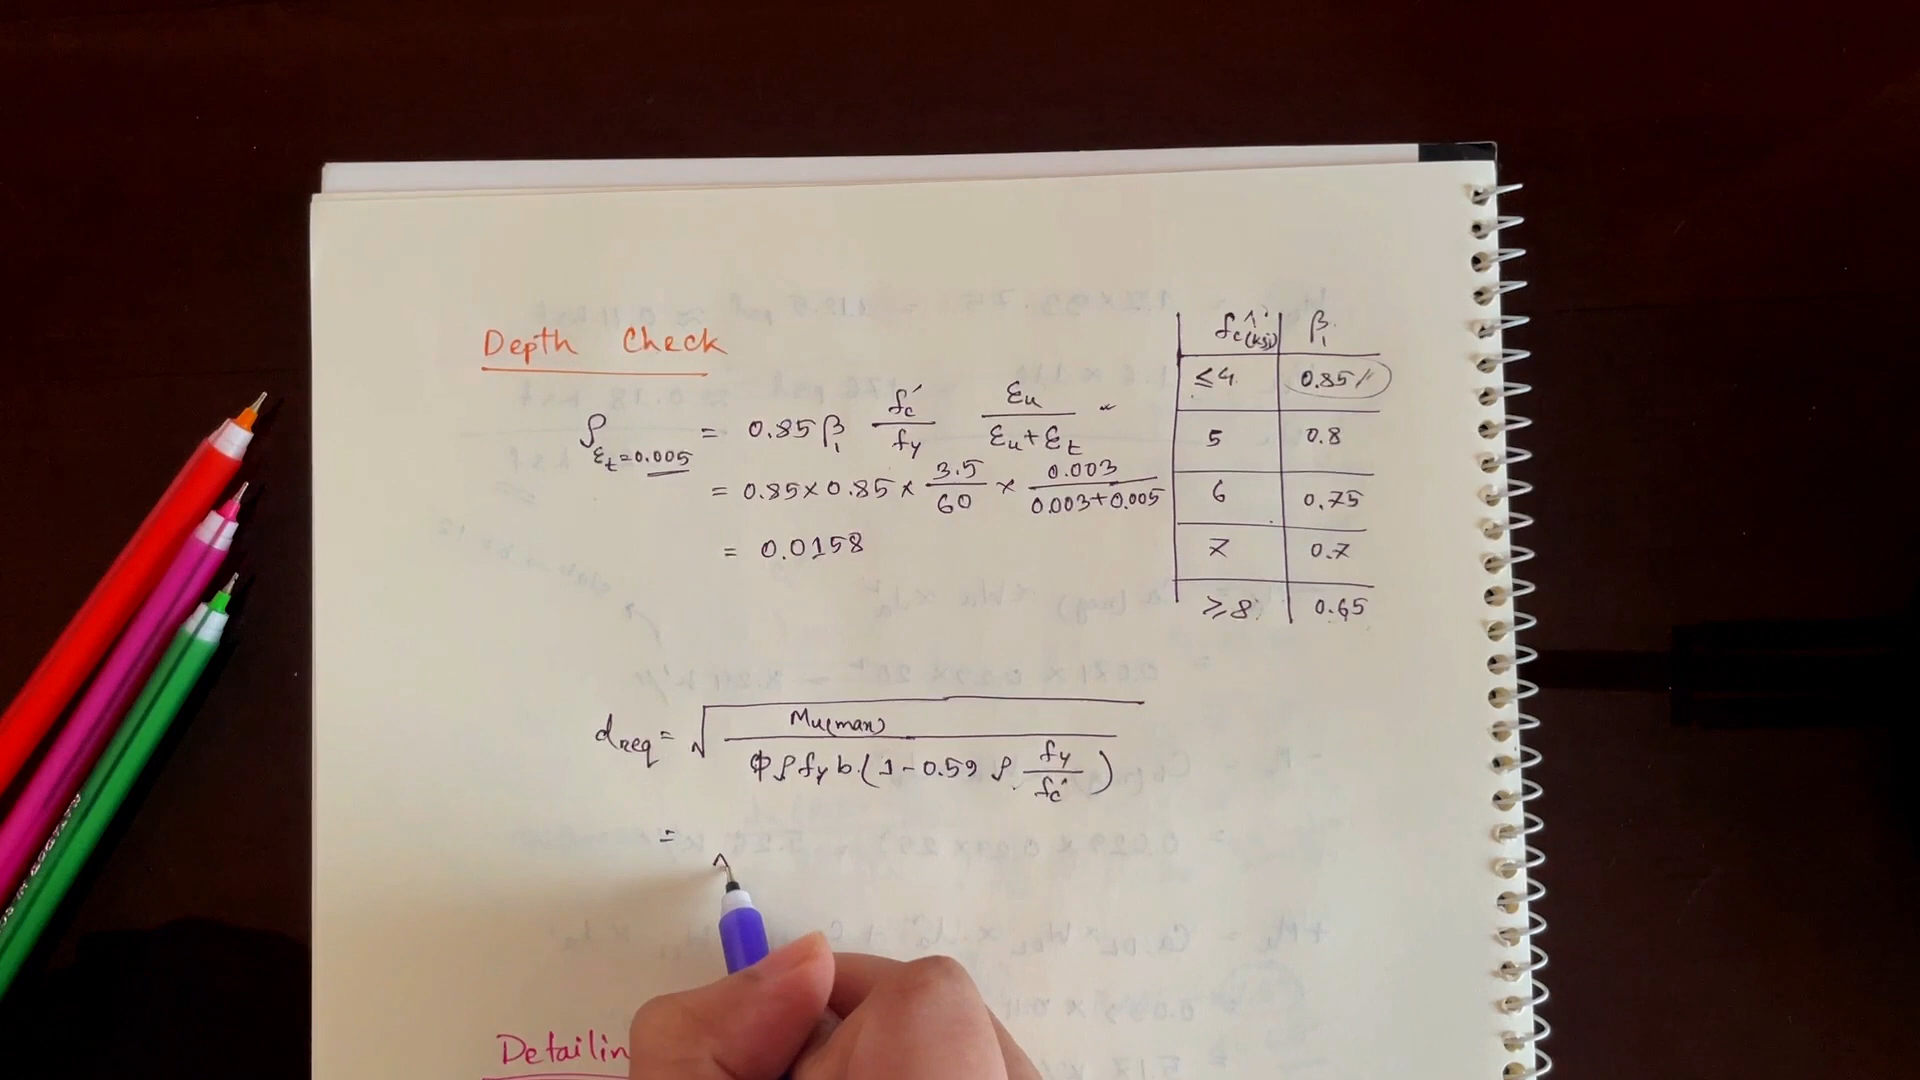 Depth Check
ρ εt=0.005 = 0.85 β1 fc'/fy εu/(εu+εt)
= 0.85 × 0.85 × 3.5/60 × 0.003/(0.003+0.005)
= 0.0158
fc'(ksi) β1
≤4 0.85
5 0.8
6 0.75
7 0.7
≥8 0.65
dreq = √(Mu(max)/(φ ρ fy b (1-0.59 ρ fy/fc')))
=
Detailin